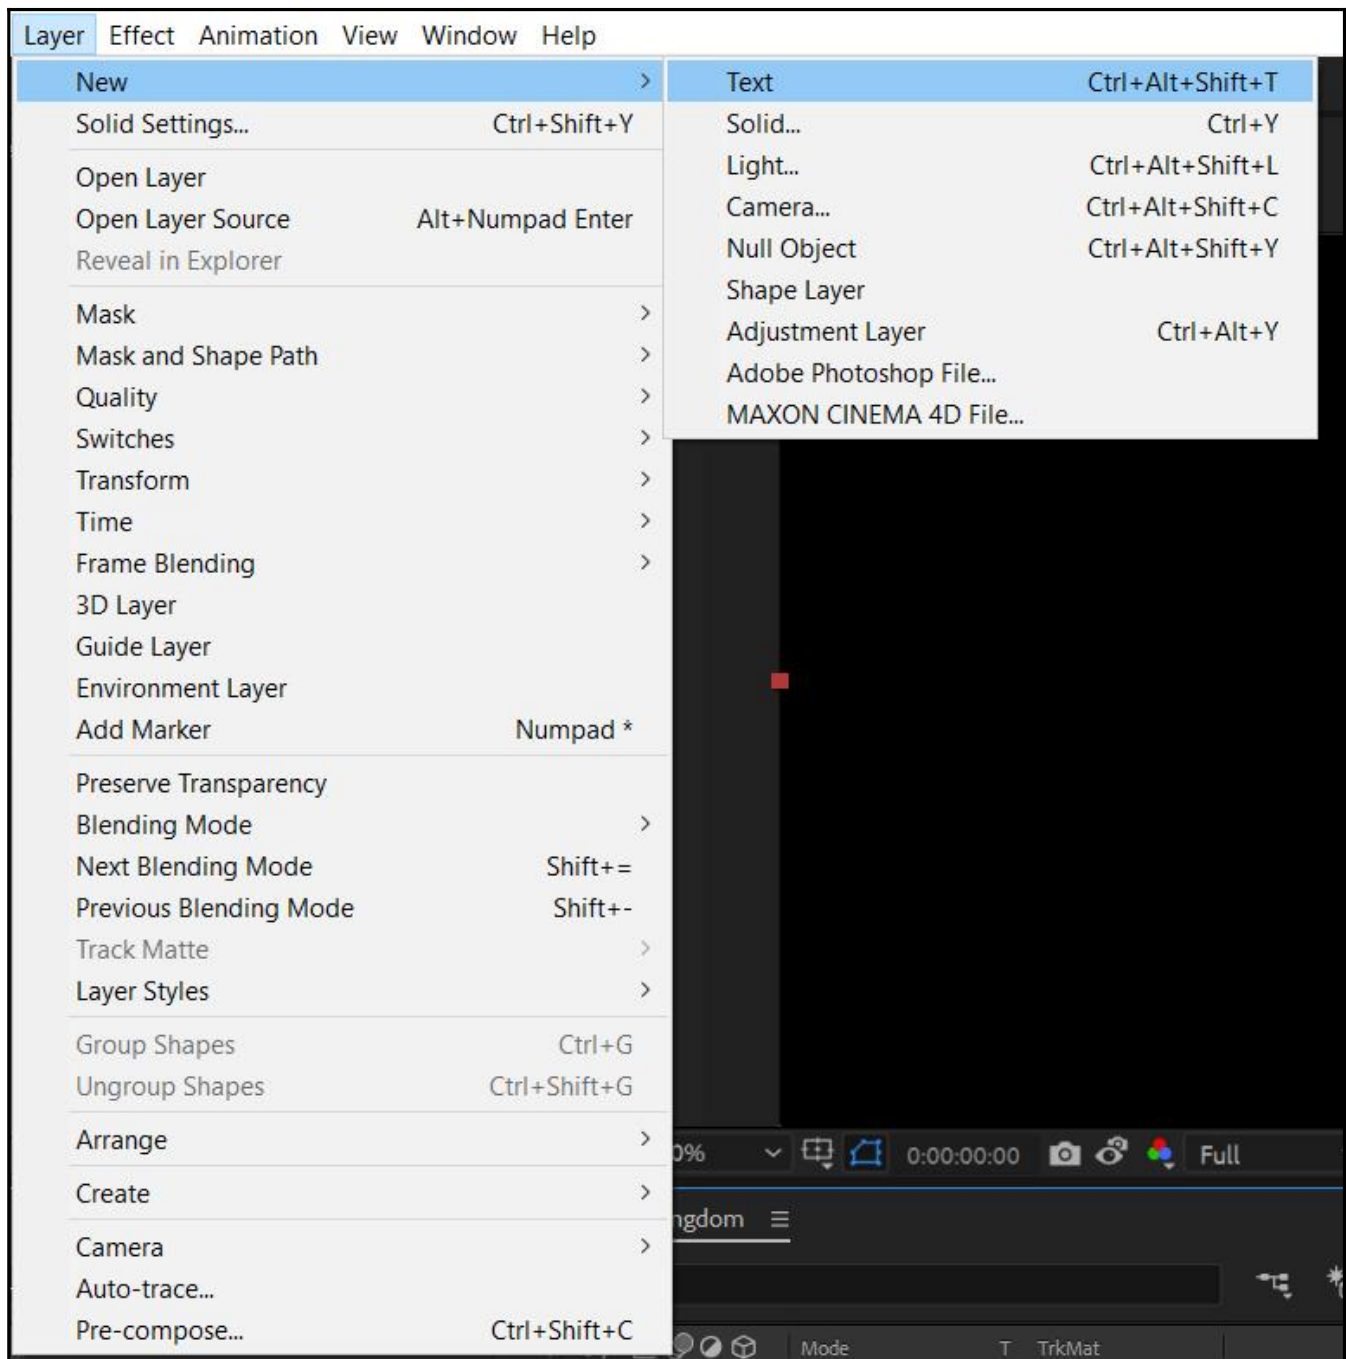 Layer Effect Animation View Window Help
New
Solid Settings... Ctrl+Shift+Y
Open Layer
Open Layer Source Alt+Numpad Enter
Reveal in Explorer
Mask
Mask and Shape Path
Quality
Switches
Transform
Time
Frame Blending
3D Layer
Guide Layer
Environment Layer
Add Marker Numpad *
Preserve Transparency
Blending Mode
Next Blending Mode Shift+=
Previous Blending Mode Shift+-
Track Matte
Layer Styles
Group Shapes Ctrl+G
Ungroup Shapes Ctrl+Shift+G
Arrange
Create
Camera
Auto-trace...
Pre-compose... Ctrl+Shift+C
Text Ctrl+Alt+Shift+T
Solid... Ctrl+Y
Light... Ctrl+Alt+Shift+L
Camera... Ctrl+Alt+Shift+C
Null Object Ctrl+Alt+Shift+Y
Shape Layer
Adjustment Layer Ctrl+Alt+Y
Adobe Photoshop File...
MAXON CINEMA 4D File...
0% 0:00:00:00 Full
ngdom
Mode T TrkMat